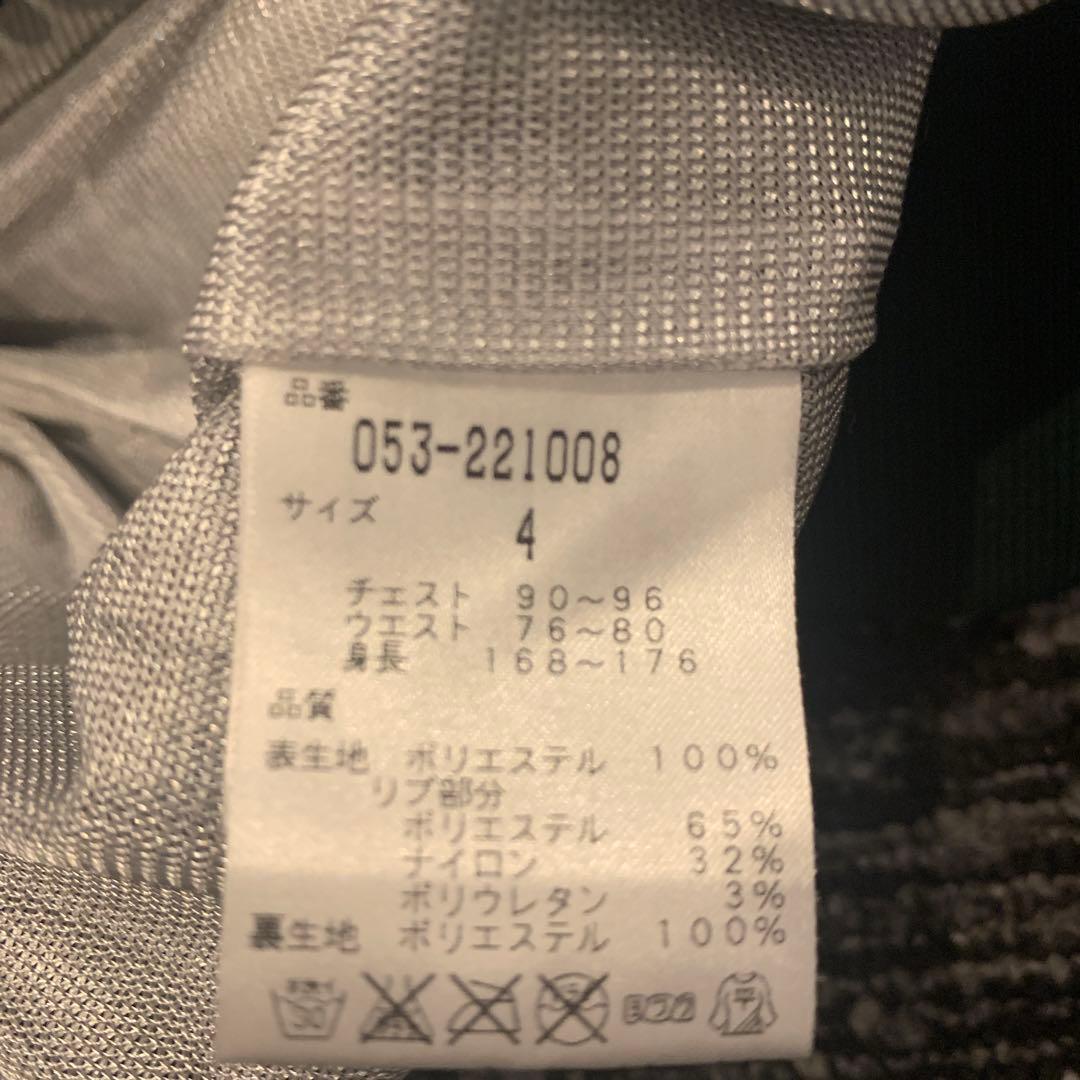 品番
053-221008
サイズ
4
チェスト 90~96
ウエスト 76~80
身長 168~176
品質
表生地 ポリエステル 100%
リブ部分
ポリエステル 65%
ナイロン 32%
ポリウレタン 3%
裏生地 ポリエステル 100%
30
平